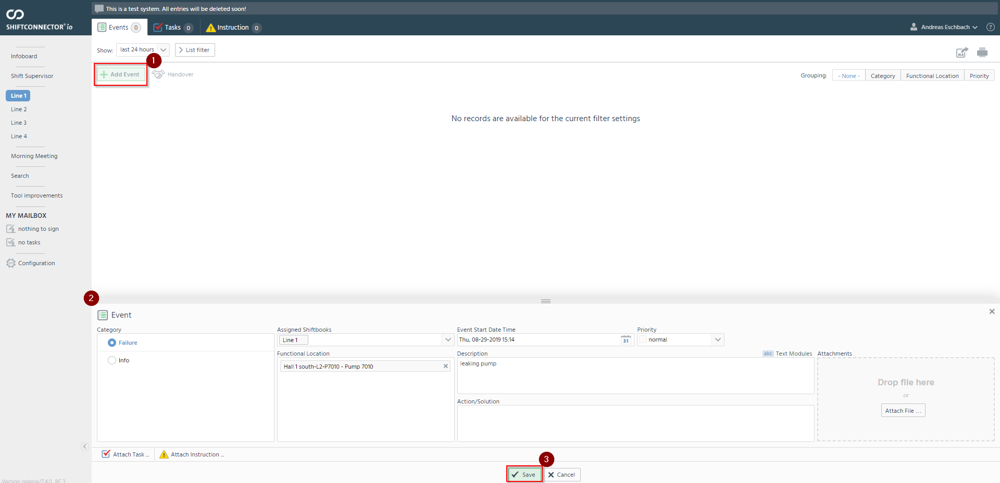 This is a test system. All entries will be deleted soon!
SHIFTCONNECTOR® io
Events 0
Tasks 0
Instruction 0
Andreas Eschbach
?
Show: last 24 hours
List filter
XLS
1
Add Event
Handover
Grouping: - None - Category Functional Location Priority
Infoboard
Shift Supervisor
Line 1
Line 2
Line 3
Line 4
Morning Meeting
Search
Tool improvements
MY MAILBOX
nothing to sign
no tasks
Configuration
No records are available for the current filter settings
2
Event
Category
Failure
Info
Assigned Shiftbooks
Line 1
Functional Location
Hall 1 south-L2-P7010 - Pump 7010
Event Start Date Time
Thu, 08-29-2019 15:14
31
Priority
normal
Description
abc Text Modules
leaking pump
Action/Solution
Attachments
Drop file here
or
Attach File ...
Attach Task ...
Attach Instruction ...
3
Save
Cancel
Version release/7.4.0_RC3